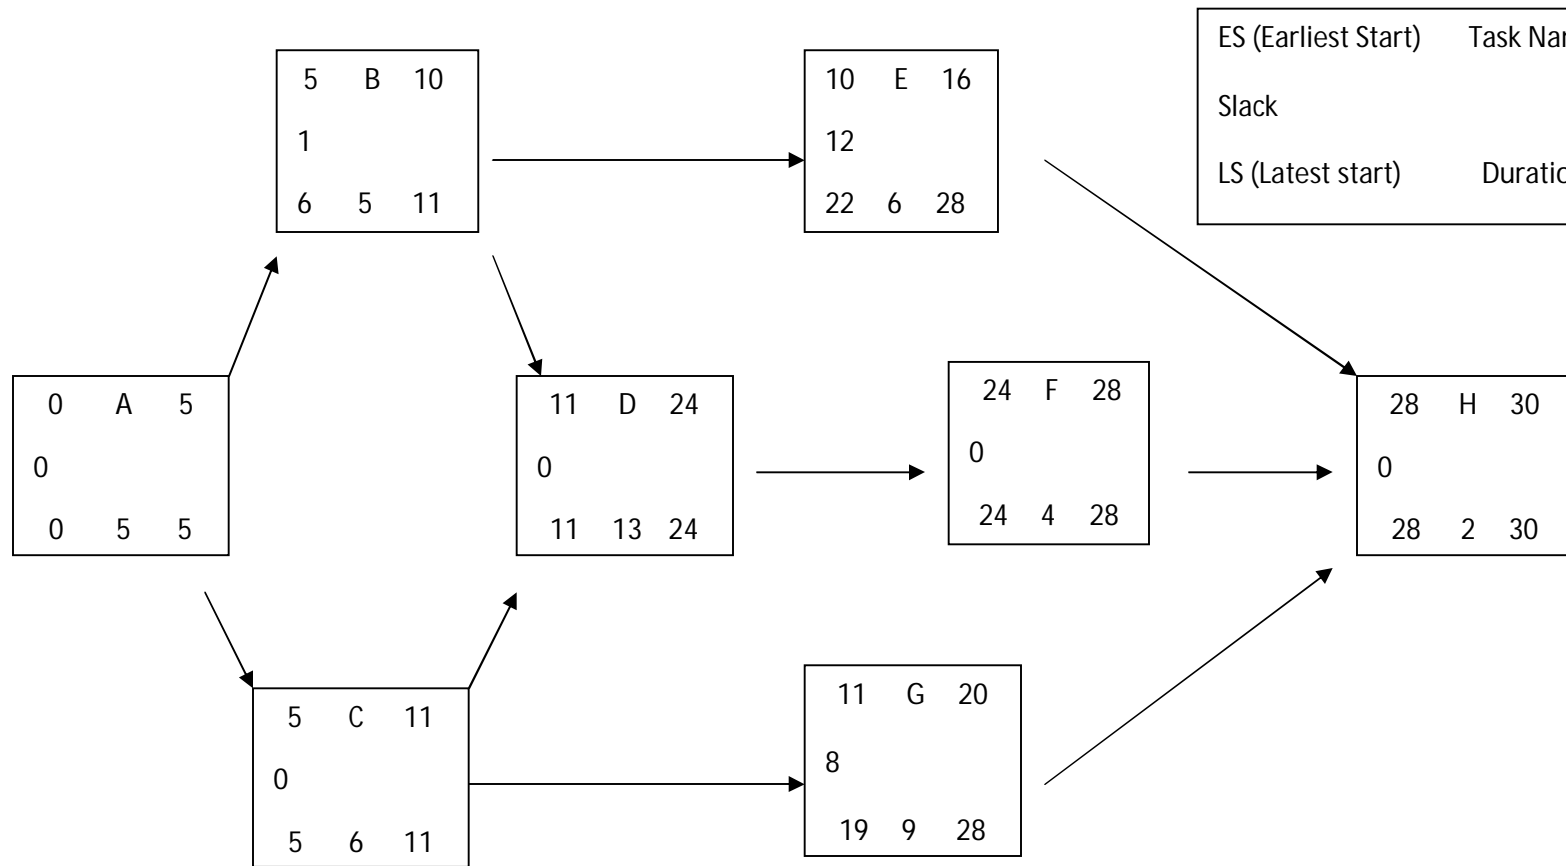 ES (Earliest Start) Task Nar
Slack
LS (Latest start) Duratio
5 B 10
1
6 5 11
10 E 16
12
22 6 28
0 A 5
0
0 5 5
11 D 24
0
11 13 24
24 F 28
0
24 4 28
28 H 30
0
28 2 30
5 C 11
0
5 6 11
11 G 20
8
19 9 28